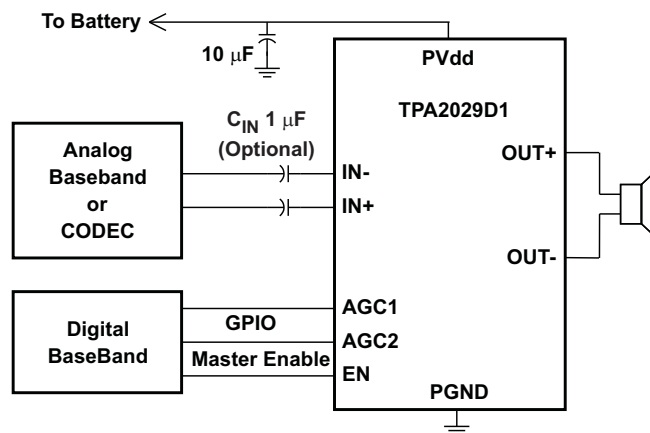 To Battery
10 μF
PVdd
TPA2029D1
C_IN 1 μF
(Optional)
Analog
Baseband
or
CODEC
IN-
IN+
OUT+
OUT-
Digital
BaseBand
GPIO
Master Enable
AGC1
AGC2
EN
PGND